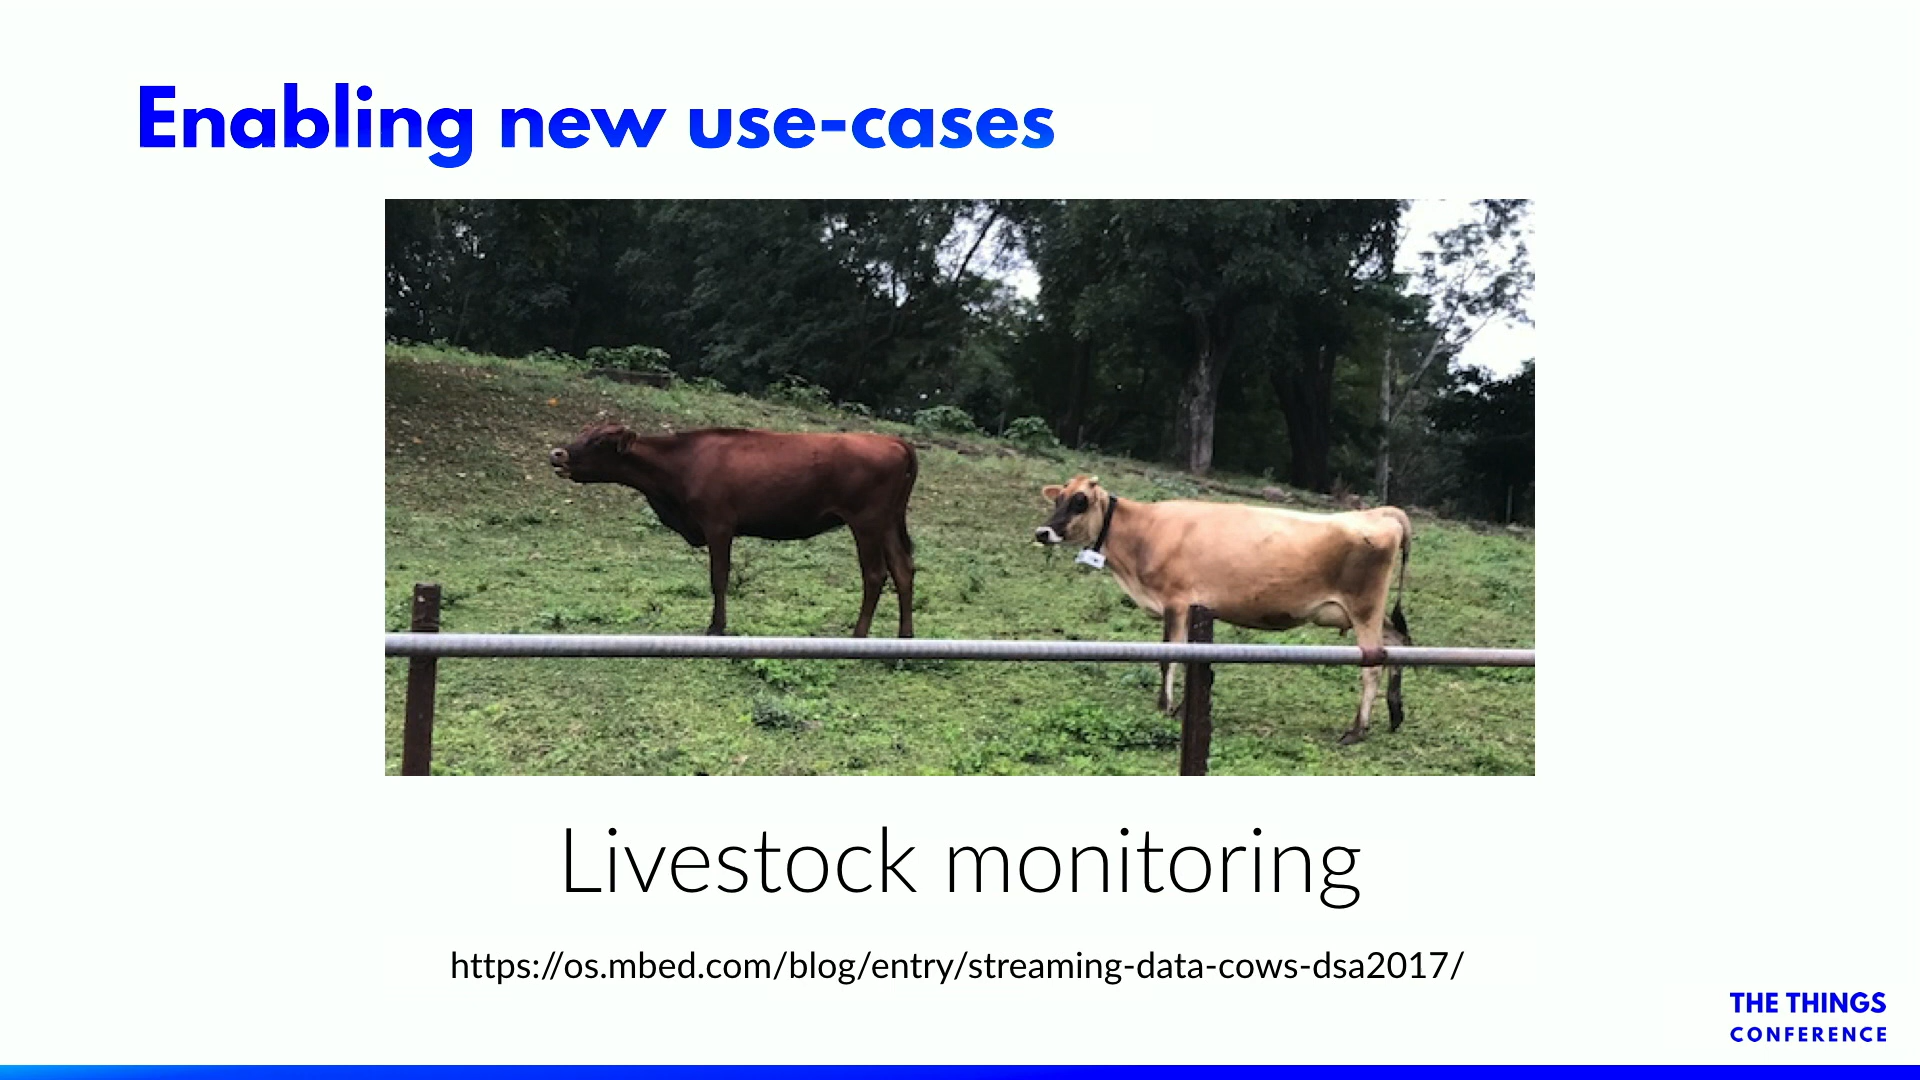 Enabling new use-cases
Livestock monitoring
https://os.mbed.com/blog/entry/streaming-data-cows-dsa2017/
THE THINGS
CONFERENCE